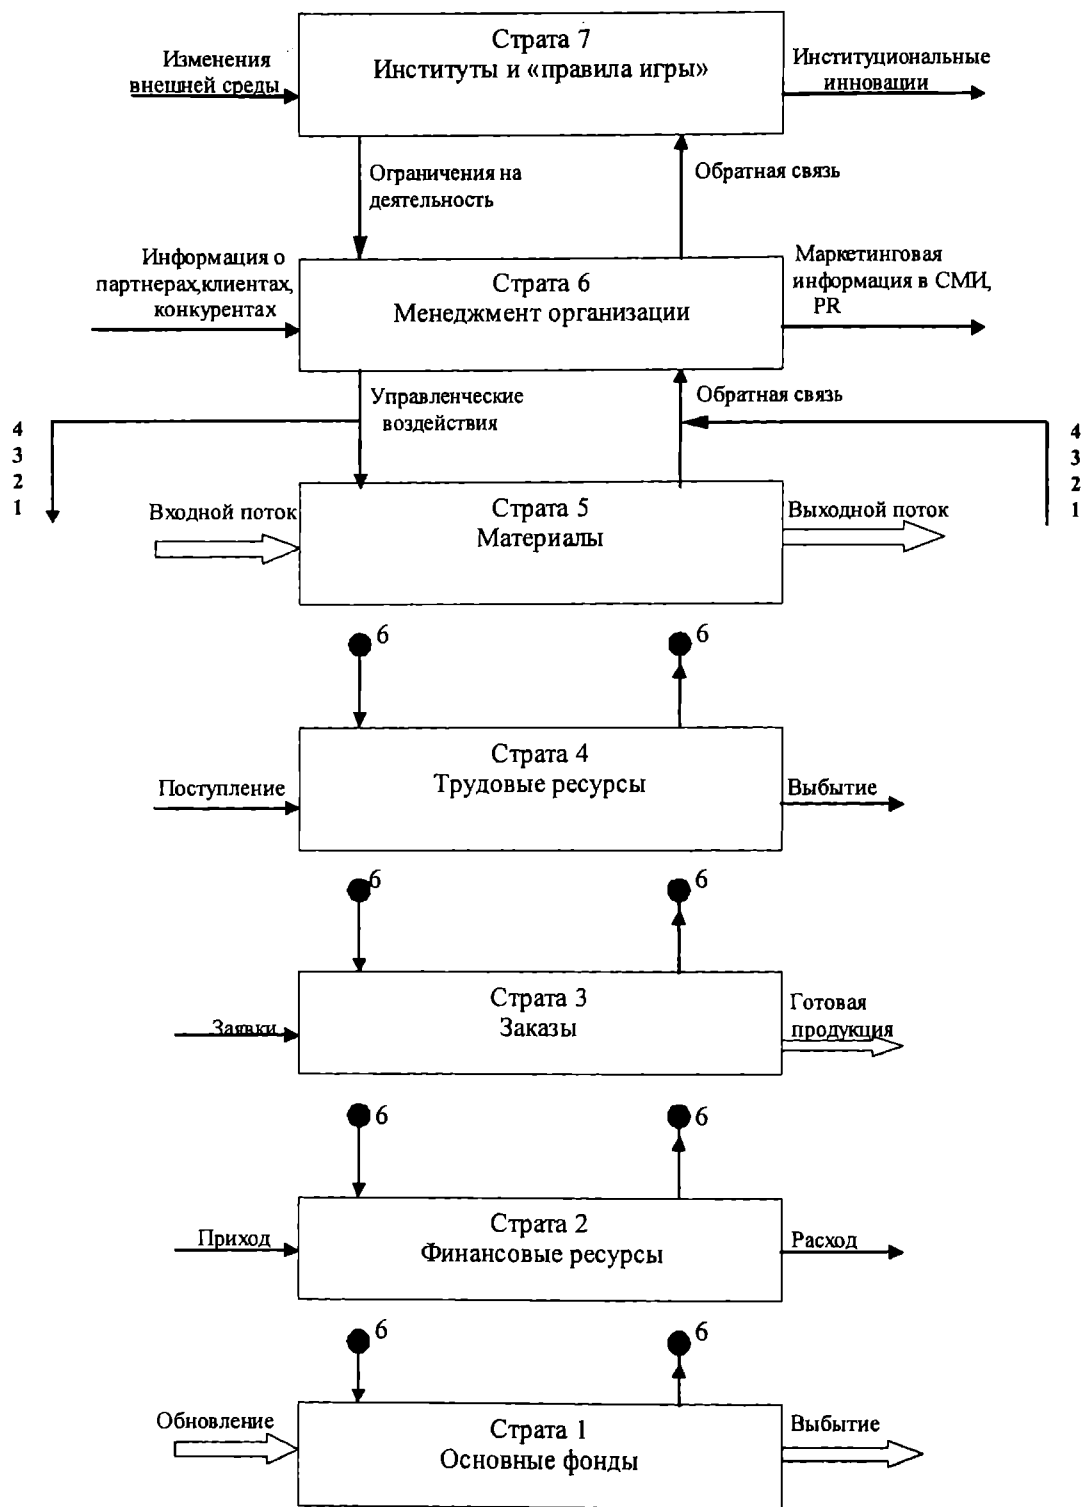 Страта 7
Институты и «правила игры»
Изменения
внешней среды
Институциональные
инновации
Ограничения на
деятельность
Обратная связь
Информация о
партнерах,клиентах,
конкурентах
Страта 6
Менеджмент организации
Маркетинговая
информация в СМИ,
PR
Управленческие
воздействия
Обратная связь
4
3
2
1
4
3
2
1
Входной поток
Страта 5
Материалы
Выходной поток
6
6
Поступление
Страта 4
Трудовые ресурсы
Выбытие
6
6
Заявки
Страта 3
Заказы
Готовая
продукция
6
6
Приход
Страта 2
Финансовые ресурсы
Расход
6
6
Обновление
Страта 1
Основные фонды
Выбытие